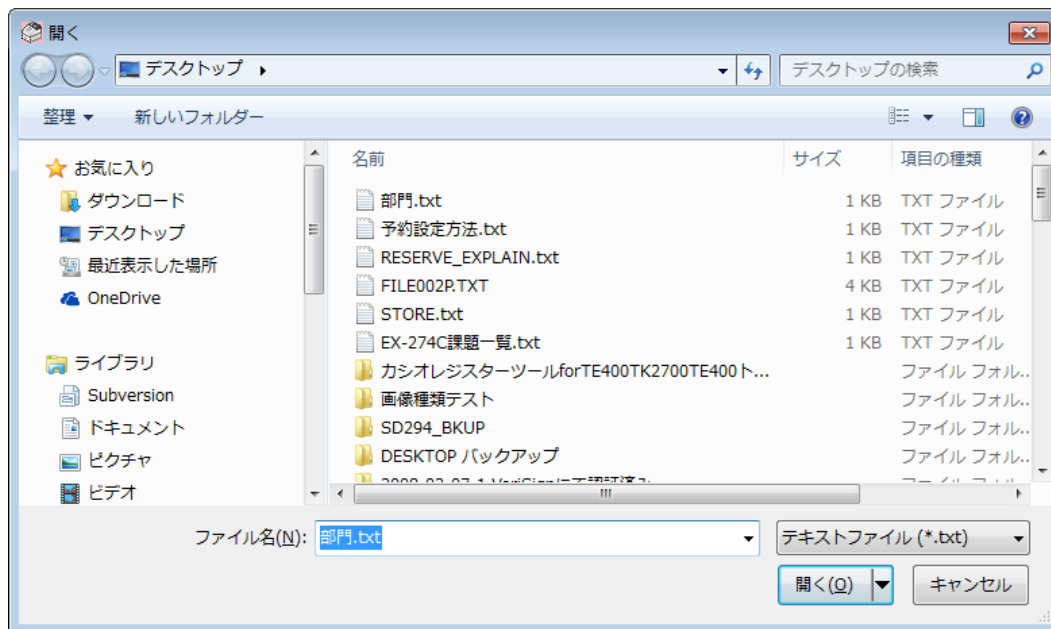 開く
デスクトップ
デスクトップの検索
整理
新しいフォルダー
お気に入り
ダウンロード
デスクトップ
最近表示した場所
OneDrive
ライブラリ
Subversion
ドキュメント
ピクチャ
ビデオ
名前 サイズ 項目の種類
部門.txt 1 KB TXT ファイル
予約設定方法.txt 1 KB TXT ファイル
RESERVE_EXPLAIN.txt 1 KB TXT ファイル
FILE002P.TXT 4 KB TXT ファイル
STORE.txt 1 KB TXT ファイル
EX-274C課題一覧.txt 1 KB TXT ファイル
カシオレジスターツールforTE400TK2700TE400ト... ファイル フォル...
画像種類テスト ファイル フォル...
SD294_BKUP ファイル フォル...
DESKTOP バックアップ ファイル フォル...
ファイル名(N): 部門.txt テキストファイル (*.txt)
開く(O) キャンセル